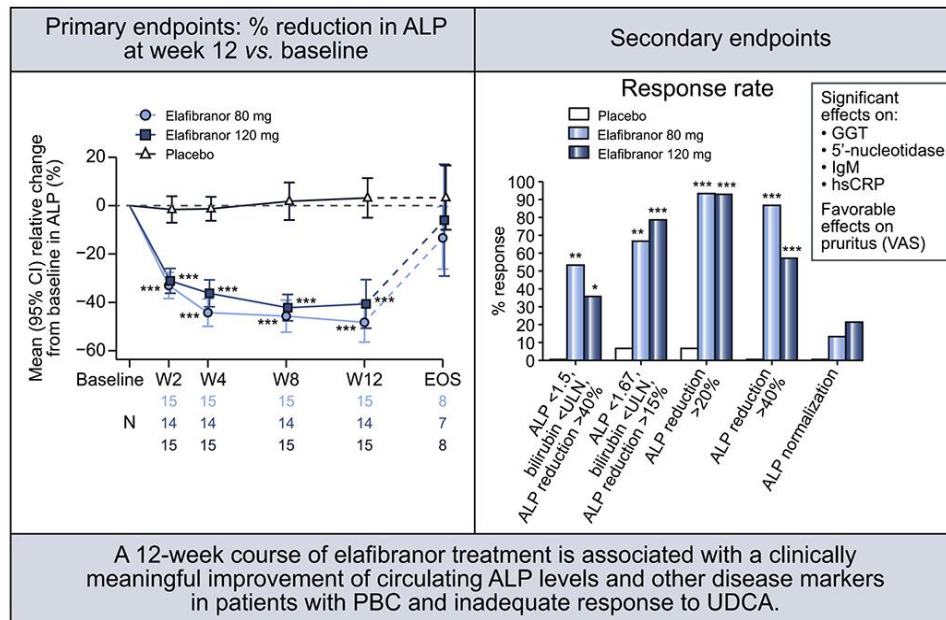 Primary endpoints: % reduction in ALP
at week 12 vs. baseline
Elafibranor 80 mg
Elafibranor 120 mg
Placebo
Mean (95% CI) relative change
from baseline in ALP (%)
20
0
−20
−40
−60
***
***
***
***
***
***
***
***
Baseline W2 W4 W8 W12 EOS
15 15 15 15 8
N 14 14 14 14 7
15 15 15 15 8
Secondary endpoints
Response rate
Placebo
Elafibranor 80 mg
Elafibranor 120 mg
Significant
effects on:
• GGT
• 5’-nucleotidase
• IgM
• hsCRP
Favorable
effects on
pruritus (VAS)
% response
100
90
80
70
60
50
40
30
20
10
0
**
*
**
***
***
***
***
***
ALP <1.5,
bilirubin <ULN,
ALP reduction >40%
ALP <1.67,
bilirubin <ULN,
ALP reduction >15%
ALP reduction
>20%
ALP reduction
>40%
ALP normalization
A 12-week course of elafibranor treatment is associated with a clinically
meaningful improvement of circulating ALP levels and other disease markers
in patients with PBC and inadequate response to UDCA.